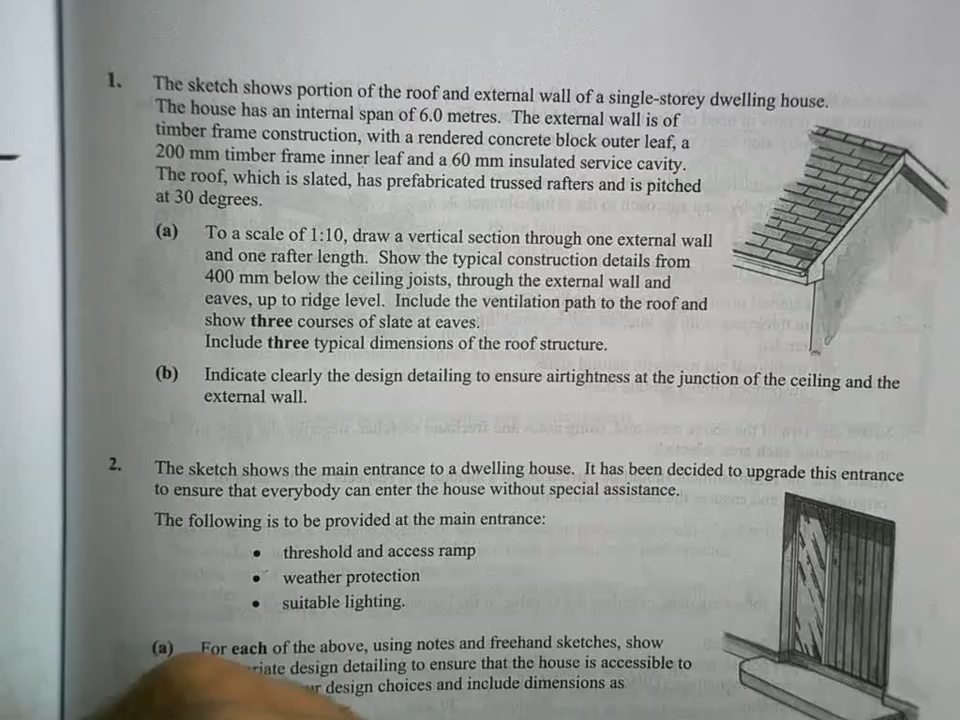 1. The sketch shows portion of the roof and external wall of a single-storey dwelling house.
The house has an internal span of 6.0 metres. The external wall is of
timber frame construction, with a rendered concrete block outer leaf, a
200 mm timber frame inner leaf and a 60 mm insulated service cavity.
The roof, which is slated, has prefabricated trussed rafters and is pitched
at 30 degrees.
(a) To a scale of 1:10, draw a vertical section through one external wall
and one rafter length. Show the typical construction details from
400 mm below the ceiling joists, through the external wall and
eaves, up to ridge level. Include the ventilation path to the roof and
show three courses of slate at eaves.
Include three typical dimensions of the roof structure.
(b) Indicate clearly the design detailing to ensure airtightness at the junction of the ceiling and the
external wall.
2. The sketch shows the main entrance to a dwelling house. It has been decided to upgrade this entrance
to ensure that everybody can enter the house without special assistance.
The following is to be provided at the main entrance:
• threshold and access ramp
• weather protection
• suitable lighting.
(a) For each of the above, using notes and freehand sketches, show
design detailing to ensure that the house is accessible to
design choices and include dimensions as